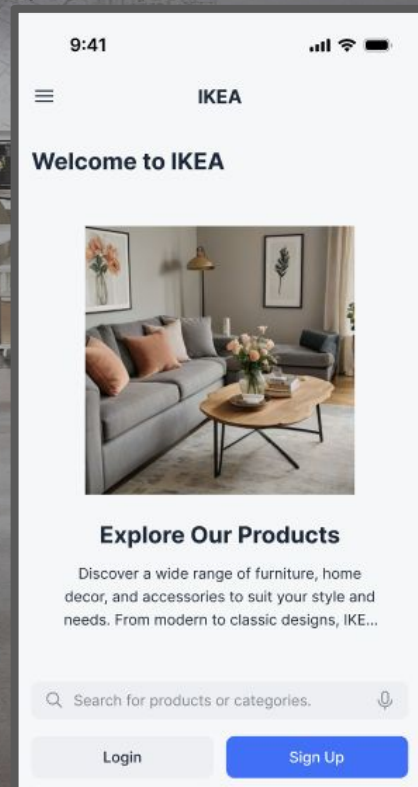 9:41
IKEA
Welcome to IKEA
Explore Our Products
Discover a wide range of furniture, home
decor, and accessories to suit your style and
needs. From modern to classic designs, IKE...
Search for products or categories.
Login
Sign Up